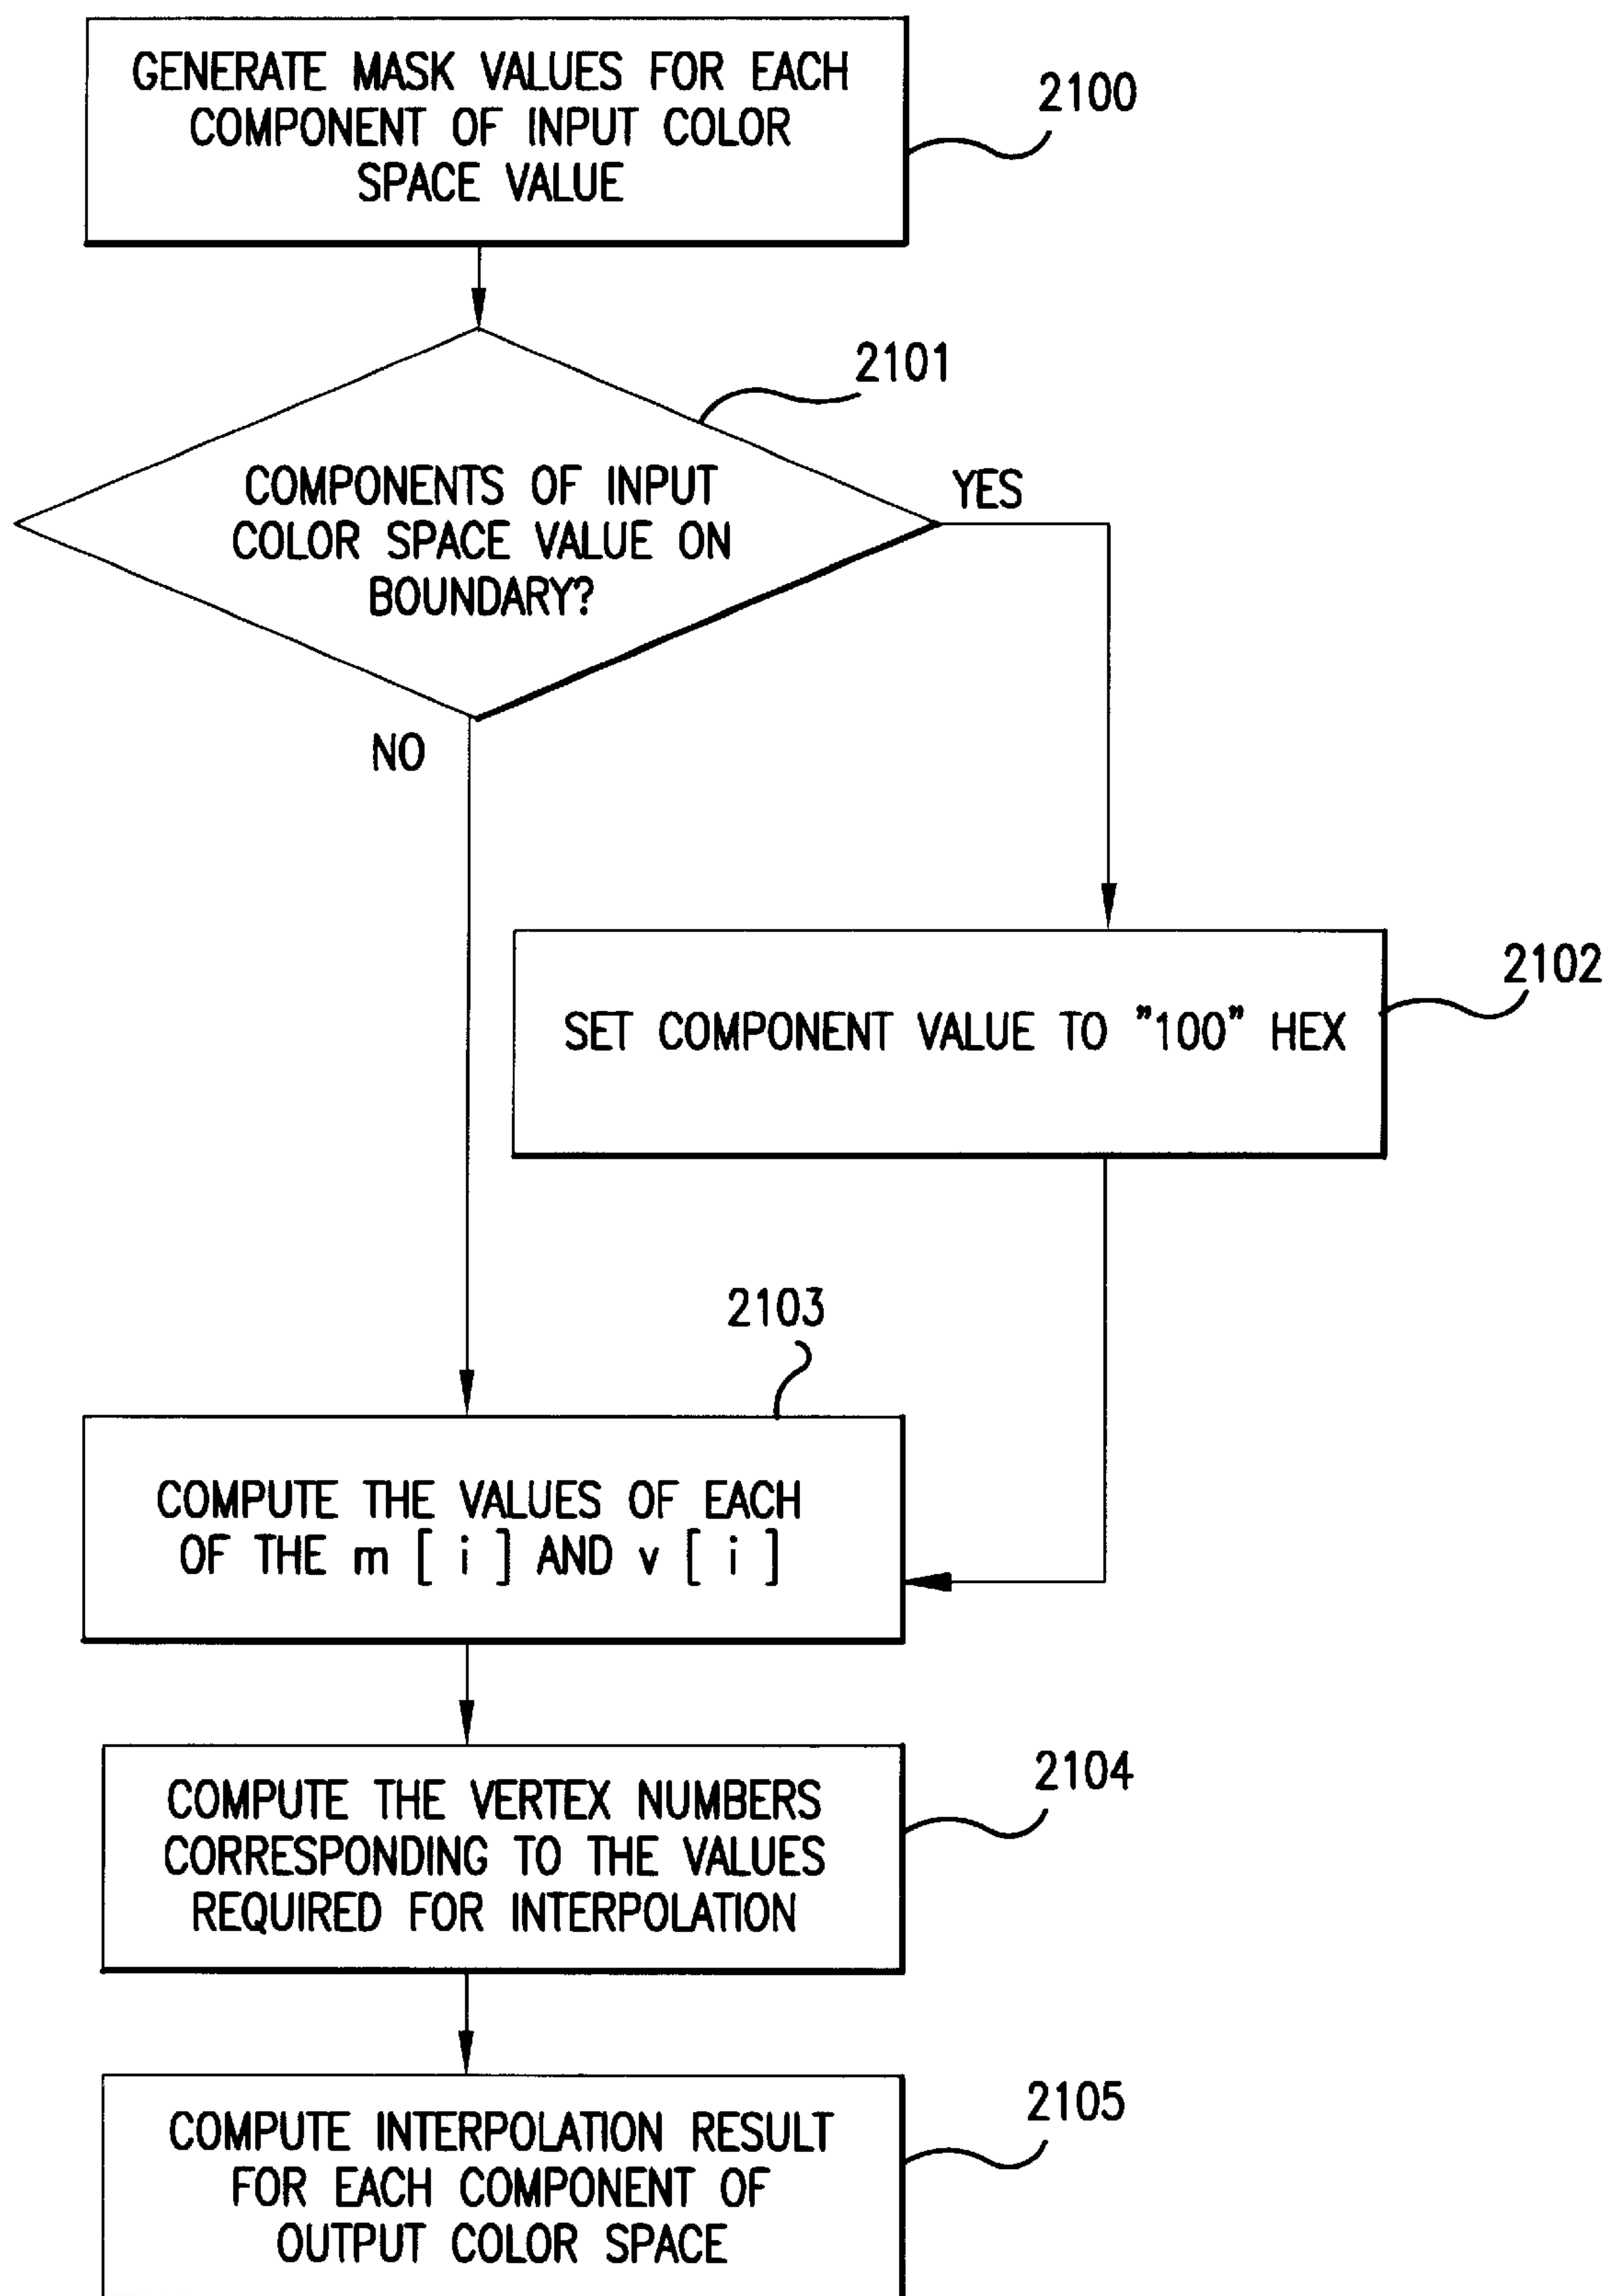 GENERATE MASK VALUES FOR EACH
COMPONENT OF INPUT COLOR
SPACE VALUE
2100
2101
COMPONENTS OF INPUT
COLOR SPACE VALUE ON
BOUNDARY?
YES
NO
2102
SET COMPONENT VALUE TO "100" HEX
2103
COMPUTE THE VALUES OF EACH
OF THE m [ i ] AND v [ i ]
2104
COMPUTE THE VERTEX NUMBERS
CORRESPONDING TO THE VALUES
REQUIRED FOR INTERPOLATION
2105
COMPUTE INTERPOLATION RESULT
FOR EACH COMPONENT OF
OUTPUT COLOR SPACE